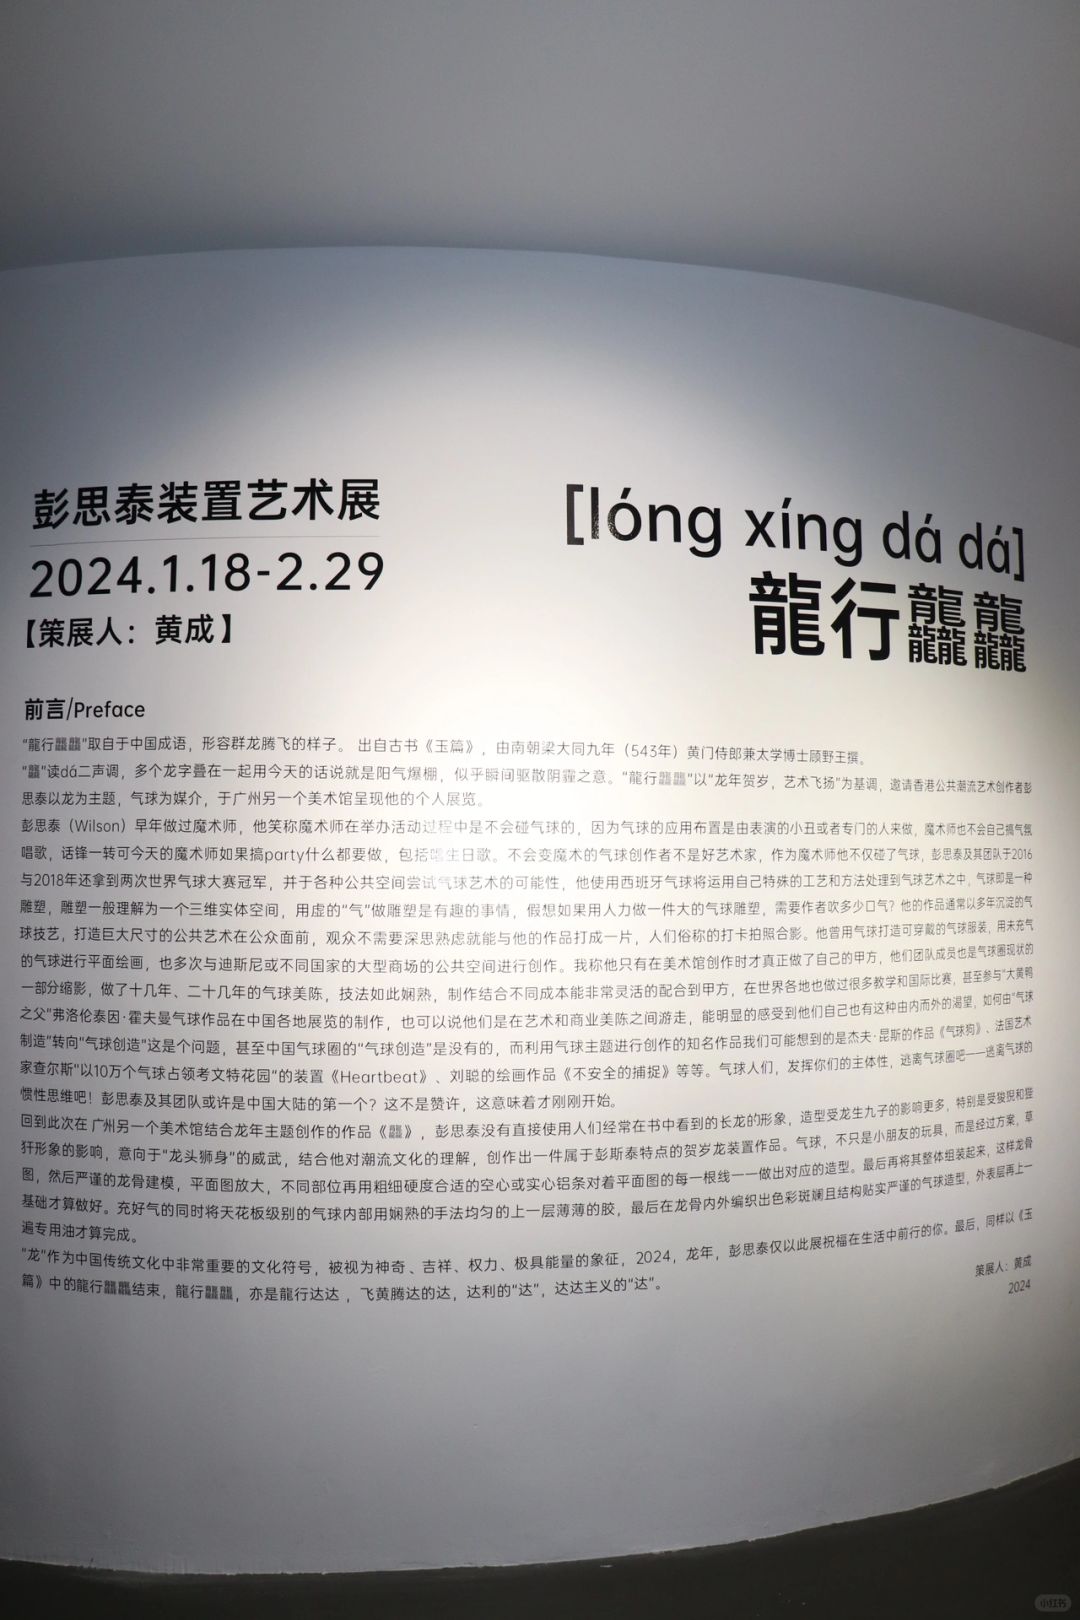 彭思泰装置艺术展
2024.1.18-2.29
【策展人：黄成】
[lóng xíng dá dá]
龍行龘龘
前言/Preface
“龍行龘龘”取自于中国成语，形容群龙腾飞的样子。 出自古书《玉篇》，由南朝梁大同九年（543年）黄门侍郎兼太学博士顾野王撰。
“龘”读dá二声调，多个龙字叠在一起用今天的话说就是阳气爆棚，似乎瞬间驱散阴霾之意。“龍行龘龘”以“龙年贺岁，艺术飞扬”为基调，邀请香港公共潮流艺术创作者彭
思泰以龙为主题，气球为媒介，于广州另一个美术馆呈现他的个人展览。
彭思泰（Wilson）早年做过魔术师，他笑称魔术师在举办活动过程中是不会碰气球的，因为气球的应用布置是由表演的小丑或者专门的人来做，魔术师也不会自己搞气氛
唱歌，话锋一转可今天的魔术师如果搞party什么都要做，包括唱生日歌。不会变魔术的气球创作者不是好艺术家，作为魔术师他不仅碰了气球，彭思泰及其团队于2016
与2018年还拿到两次世界气球大赛冠军，并于各种公共空间尝试气球艺术的可能性，他使用西班牙气球将运用自己特殊的工艺和方法处理到气球艺术之中，气球即是一种
雕塑，雕塑一般理解为一个三维实体空间，用虚的“气”做雕塑是有趣的事情，假想如果用人力做一件大的气球雕塑，需要作者吹多少口气？他的作品通常以多年沉淀的气
球技艺，打造巨大尺寸的公共艺术在公众面前，观众不需要深思熟虑就能与他的作品打成一片，人们俗称的打卡拍照合影。他曾用气球打造可穿戴的气球服装，用未充气
的气球进行平面绘画，也多次与迪斯尼或不同国家的大型商场的公共空间进行创作。我称他只有在美术馆创作时才真正做了自己的甲方，他们团队成员也是气球圈现状的
一部分缩影，做了十几年、二十几年的气球美陈，技法如此娴熟，制作结合不同成本能非常灵活的配合到甲方，在世界各地也做过很多教学和国际比赛，甚至参与“大黄鸭
之父”弗洛伦泰因·霍夫曼气球作品在中国各地展览的制作，也可以说他们是在艺术和商业美陈之间游走，能明显的感受到他们自己也有这种由内而外的渴望，如何由“气球
制造”转向“气球创造”这是个问题，甚至中国气球圈的“气球创造”是没有的，而利用气球主题进行创作的知名作品我们可能想到的是杰夫·昆斯的作品《气球狗》、法国艺术
家查尔斯“以10万个气球占领考文特花园”的装置《Heartbeat》、刘聪的绘画作品《不安全的捕捉》等等。气球人们，发挥你们的主体性，逃离气球圈吧——逃离气球的
惯性思维吧！彭思泰及其团队或许是中国大陆的第一个？这不是赞许，这意味着才刚刚开始。
回到此次在广州另一个美术馆结合龙年主题创作的作品《龘》，彭思泰没有直接使用人们经常在书中看到的长龙的形象，造型受龙生九子的影响更多，特别是受狻猊和狴
犴形象的影响，意向于“龙头狮身”的威武，结合他对潮流文化的理解，创作出一件属于彭斯泰特点的贺岁龙装置作品。气球，不只是小朋友的玩具，而是经过方案，草
图，然后严谨的龙骨建模，平面图放大，不同部位再用粗细硬度合适的空心或实心铝条对着平面图的每一根线一一做出对应的造型。最后再将其整体组装起来，这样龙骨
基础才算做好。充好气的同时将天花板级别的气球内部用娴熟的手法均匀的上一层薄薄的胶，最后在龙骨内外编织出色彩斑斓且结构贴实严谨的气球造型，外表层再上一
遍专用油才算完成。
“龙”作为中国传统文化中非常重要的文化符号，被视为神奇、吉祥、权力、极具能量的象征，2024，龙年，彭思泰仅以此展祝福在生活中前行的你。最后，同样以《玉
篇》中的龍行龘龘结束，龍行龘龘，亦是龍行达达 ，飞黄腾达的达，达利的“达”，达达主义的“达”。
策展人：黄成
2024
小红书